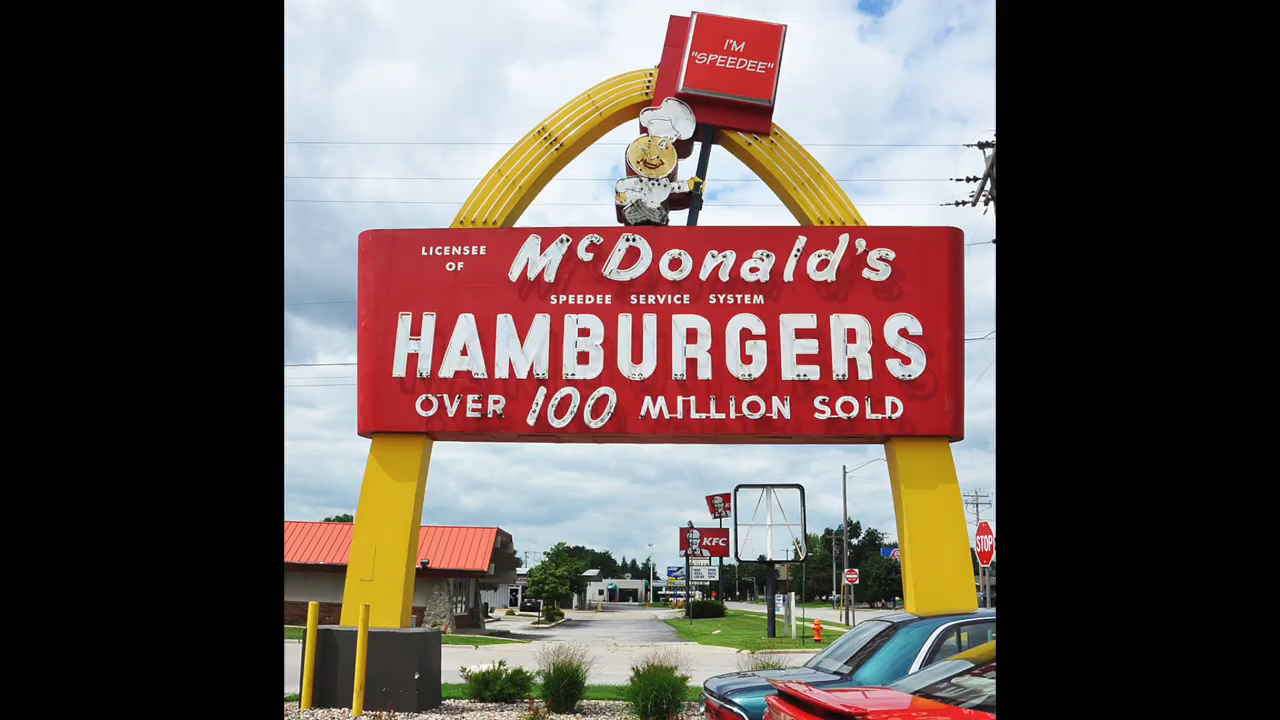 I'M
"SPEEDEE"
LICENSEE
OF
McDonald's
SPEEDEE SERVICE SYSTEM
HAMBURGERS
OVER 100 MILLION SOLD
KFC
STOP